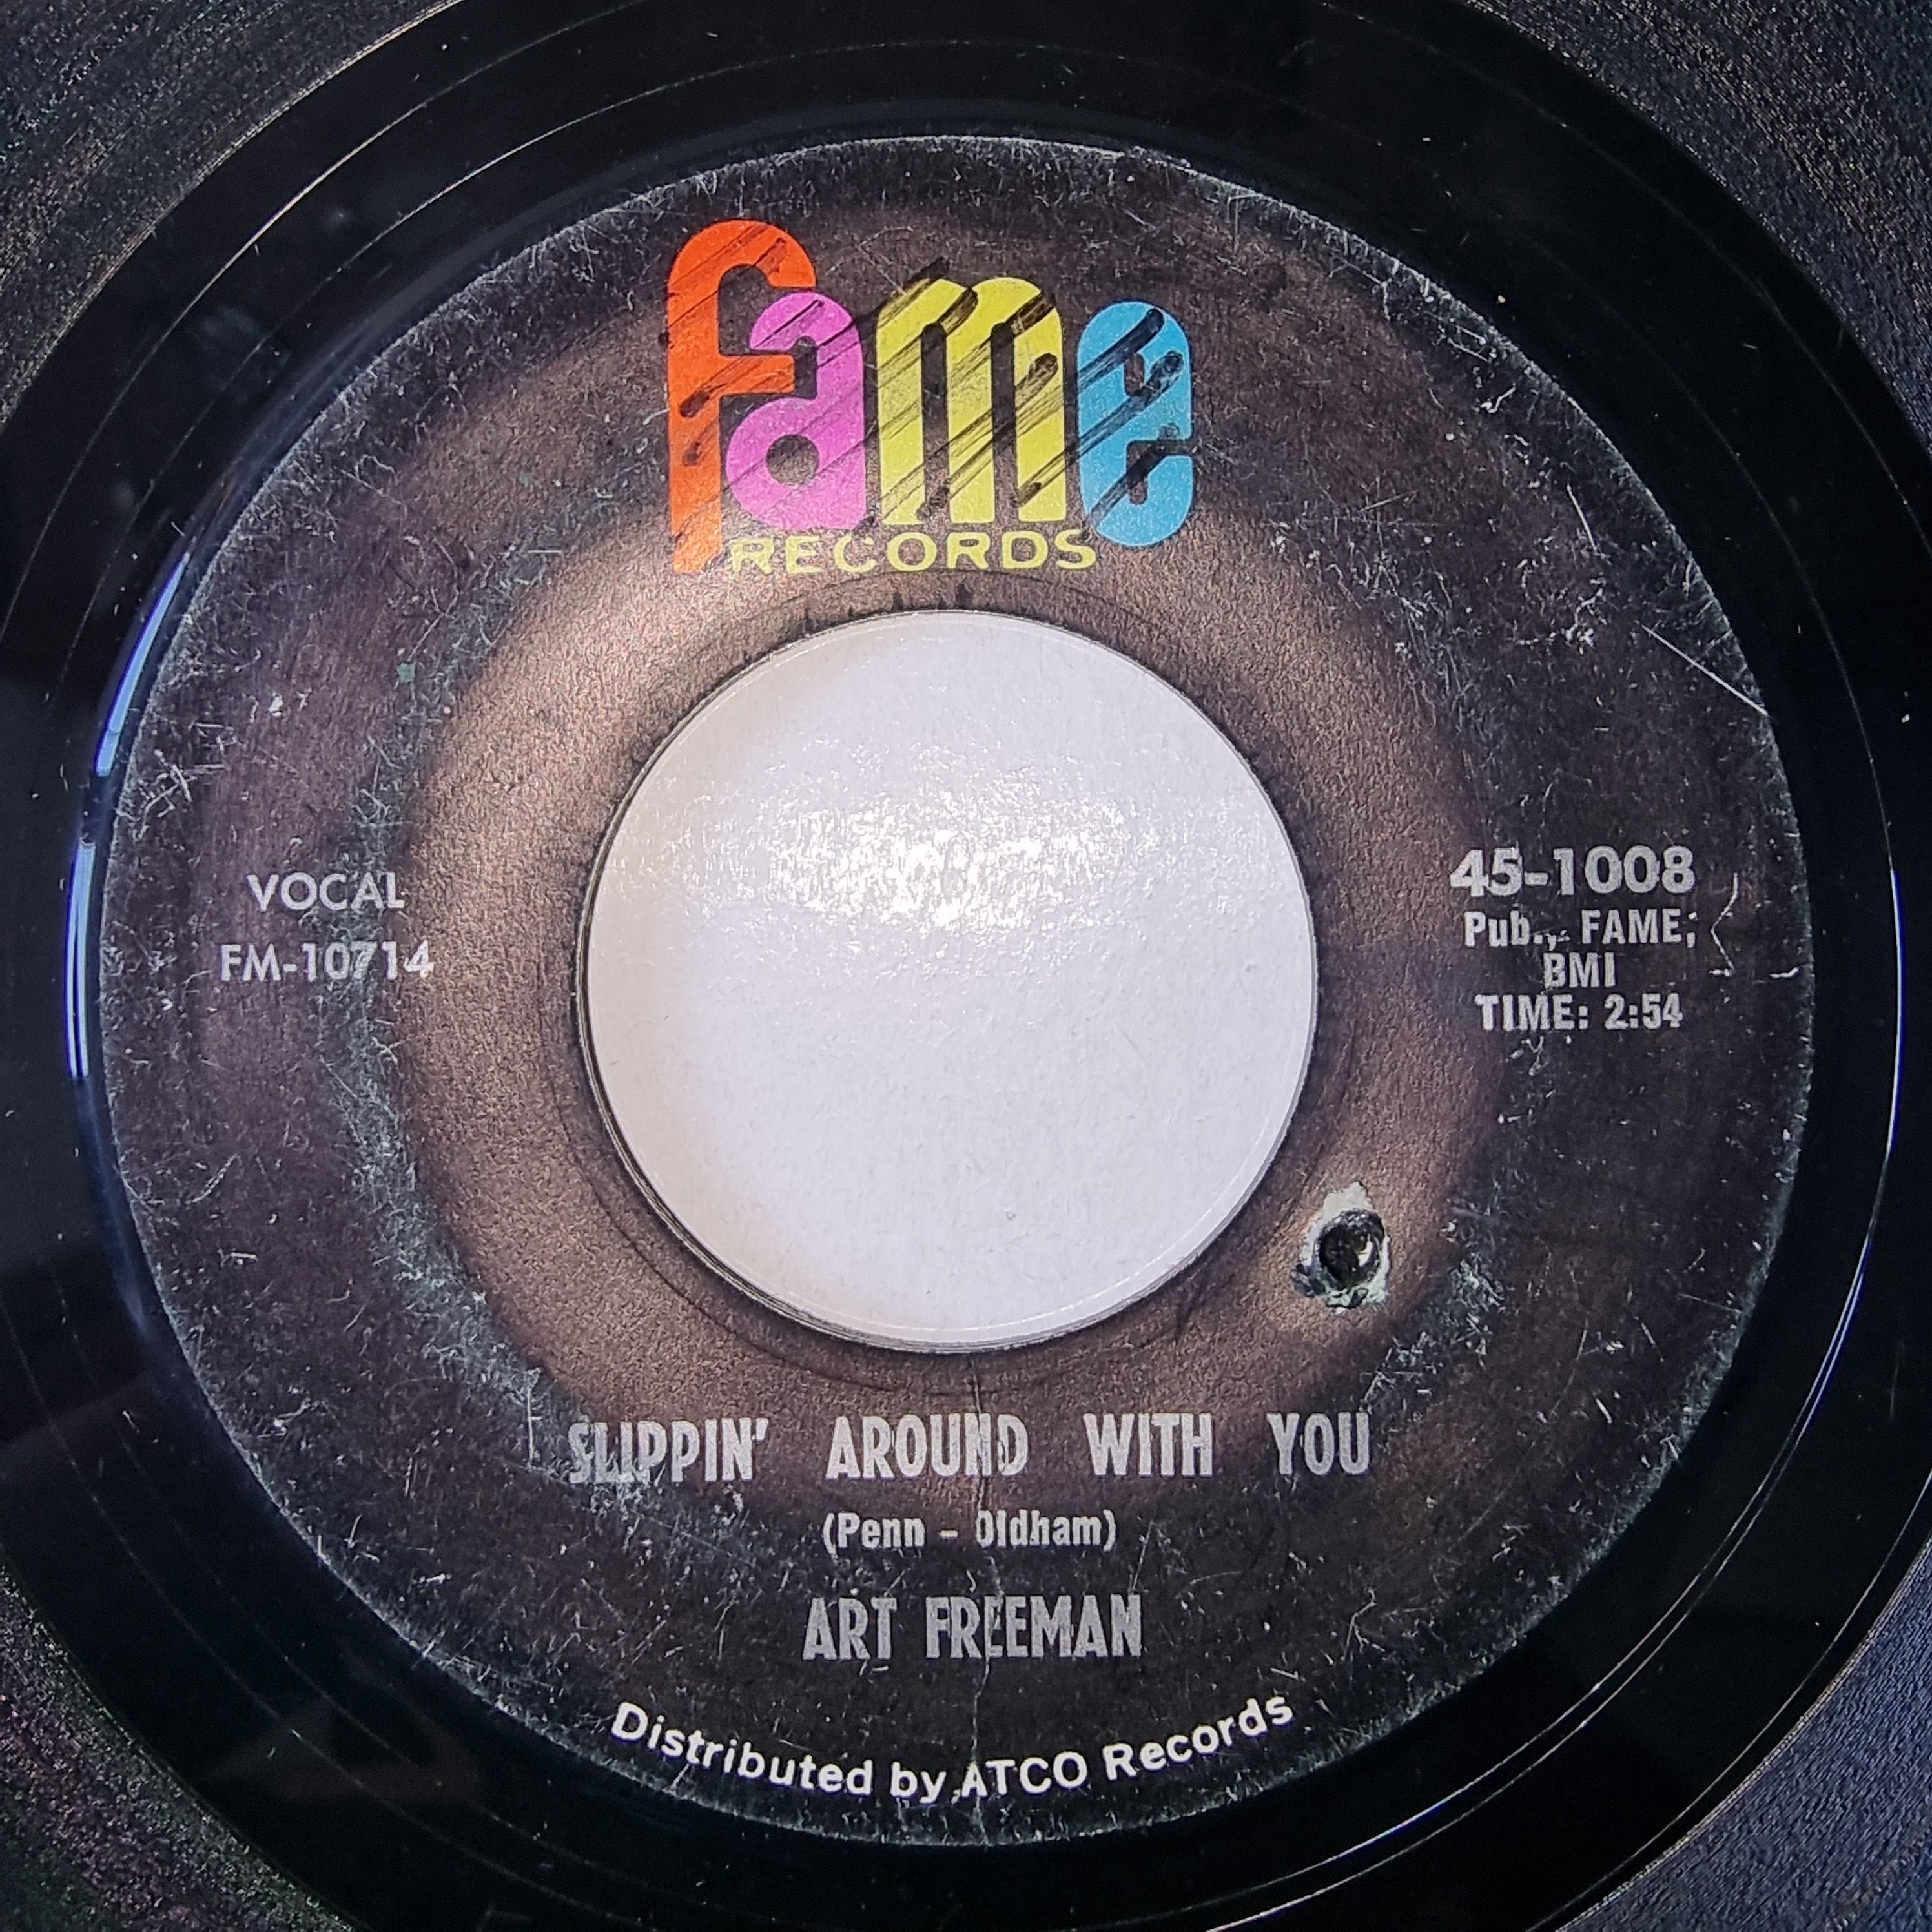 fame
RECORDS
VOCAL
FM-10714
45-1008
Pub., FAME;
BMI
TIME: 2:54
SLIPPIN' AROUND WITH YOU
(Penn - Oldham)
ART FREEMAN
Distributed by ATCO Records